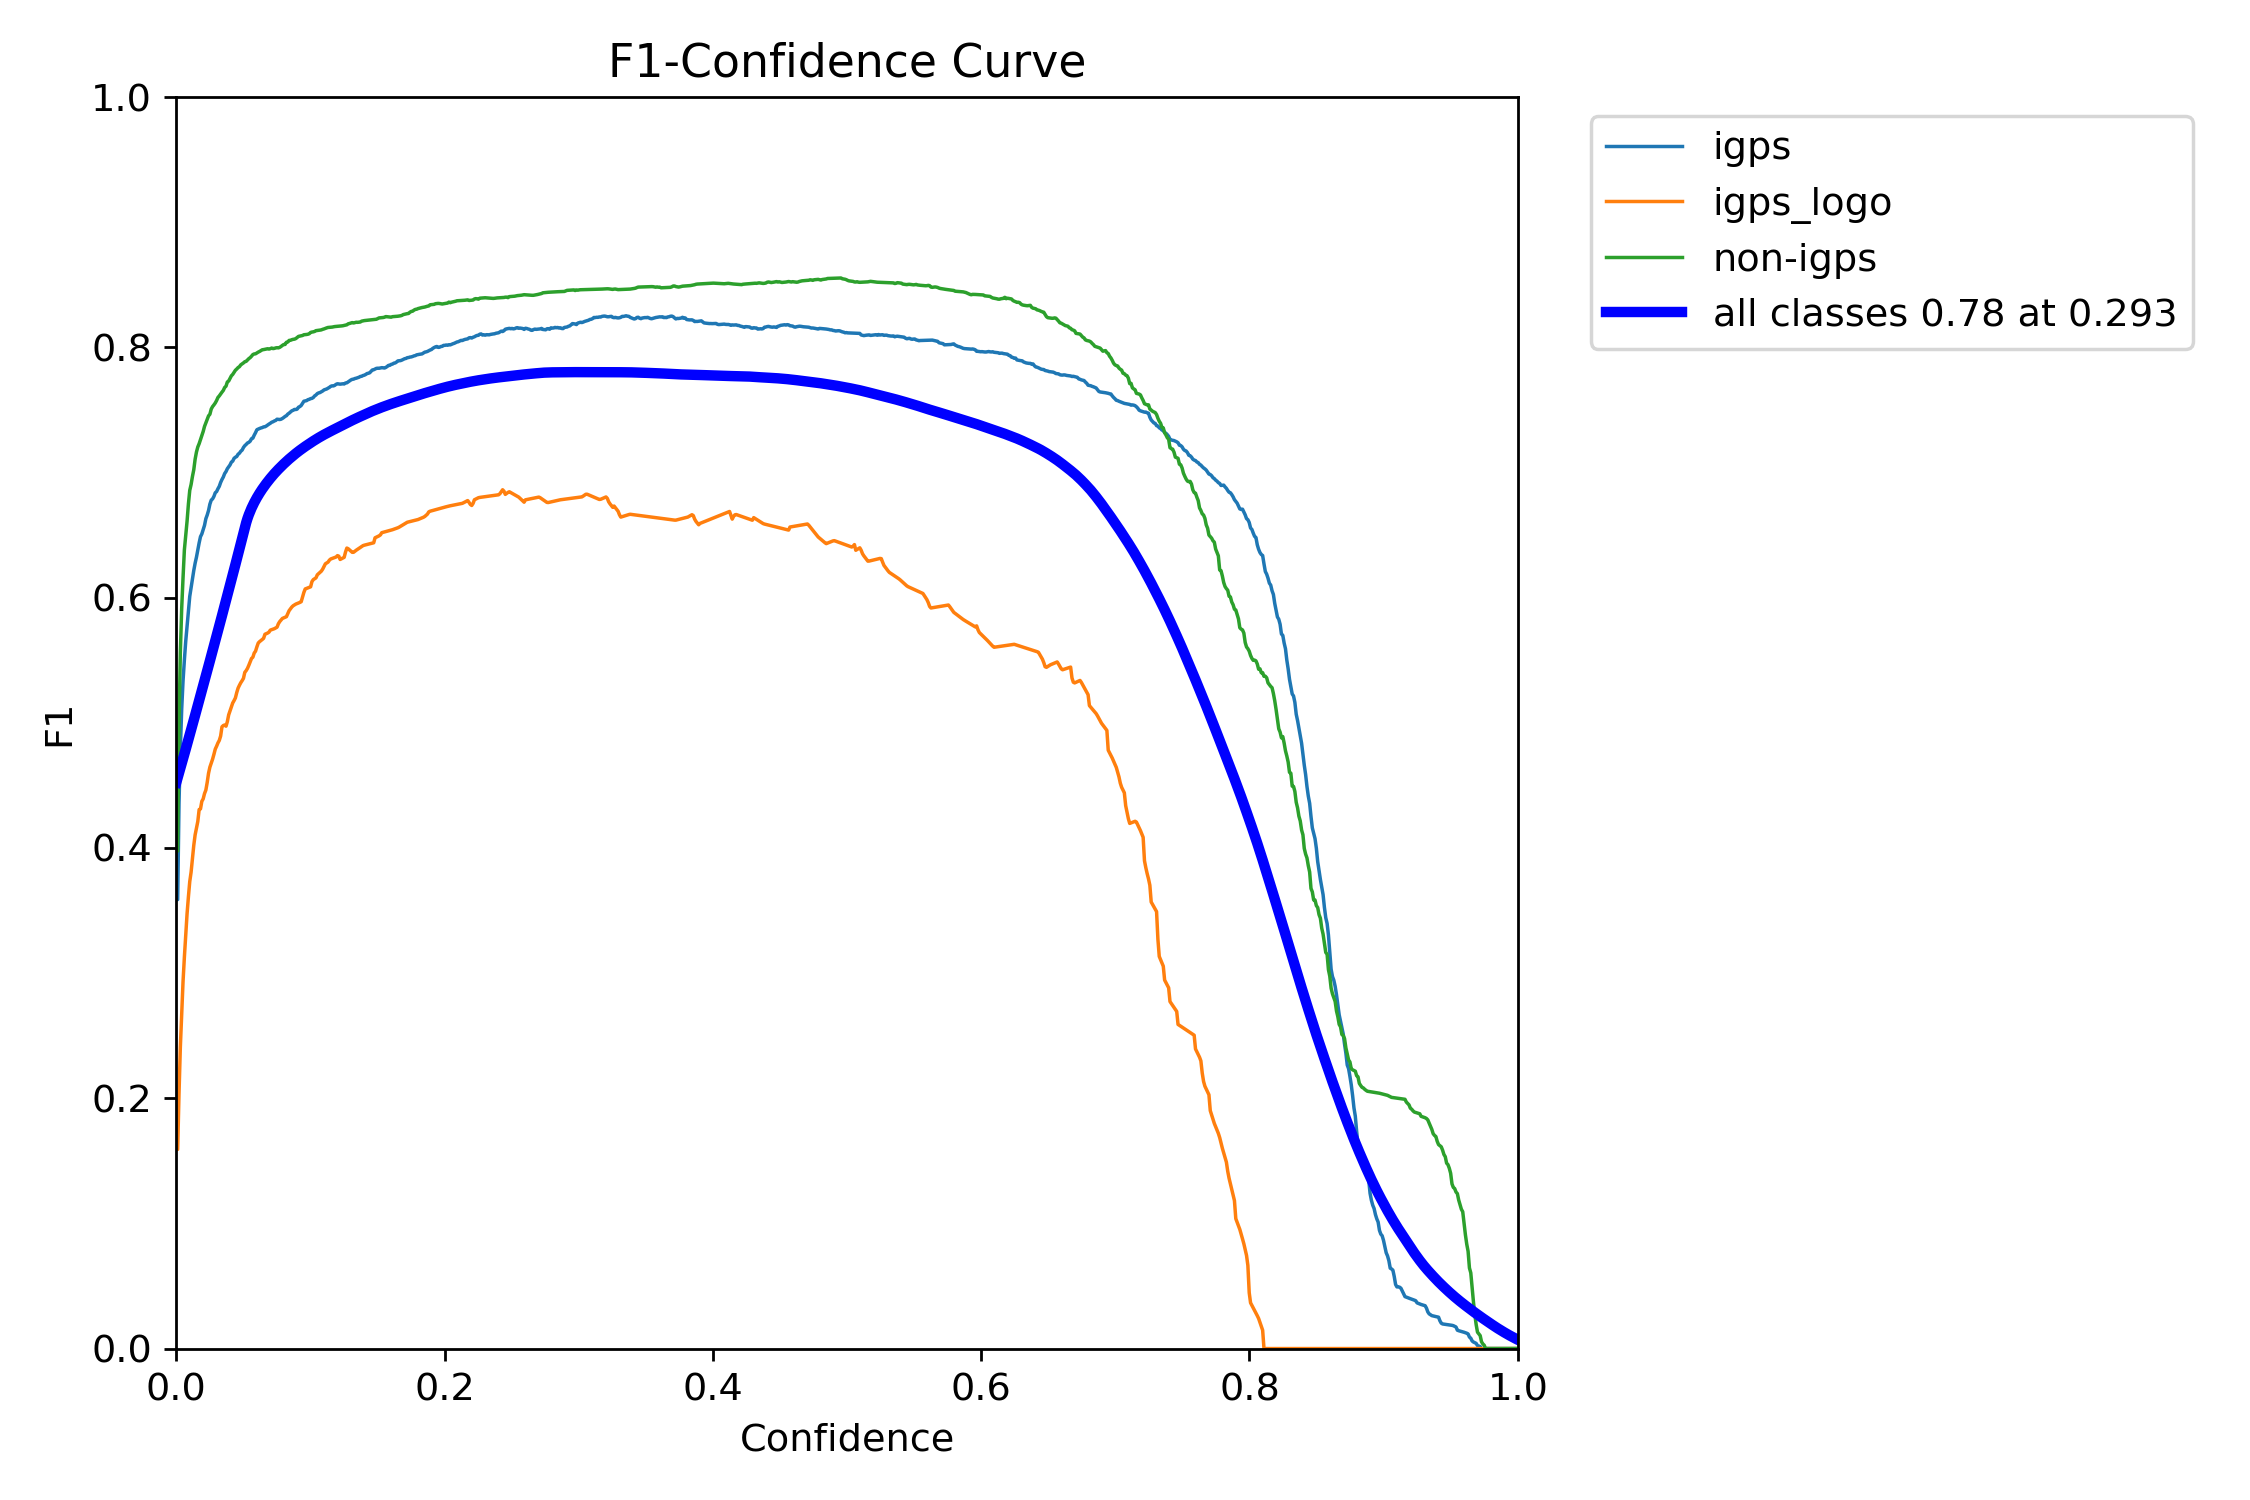 F1-Confidence Curve
1.0
0.8
0.6
0.4
0.2
0.0
F1
0.0 0.2 0.4 0.6 0.8 1.0
Confidence
igps
igps_logo
non-igps
all classes 0.78 at 0.293